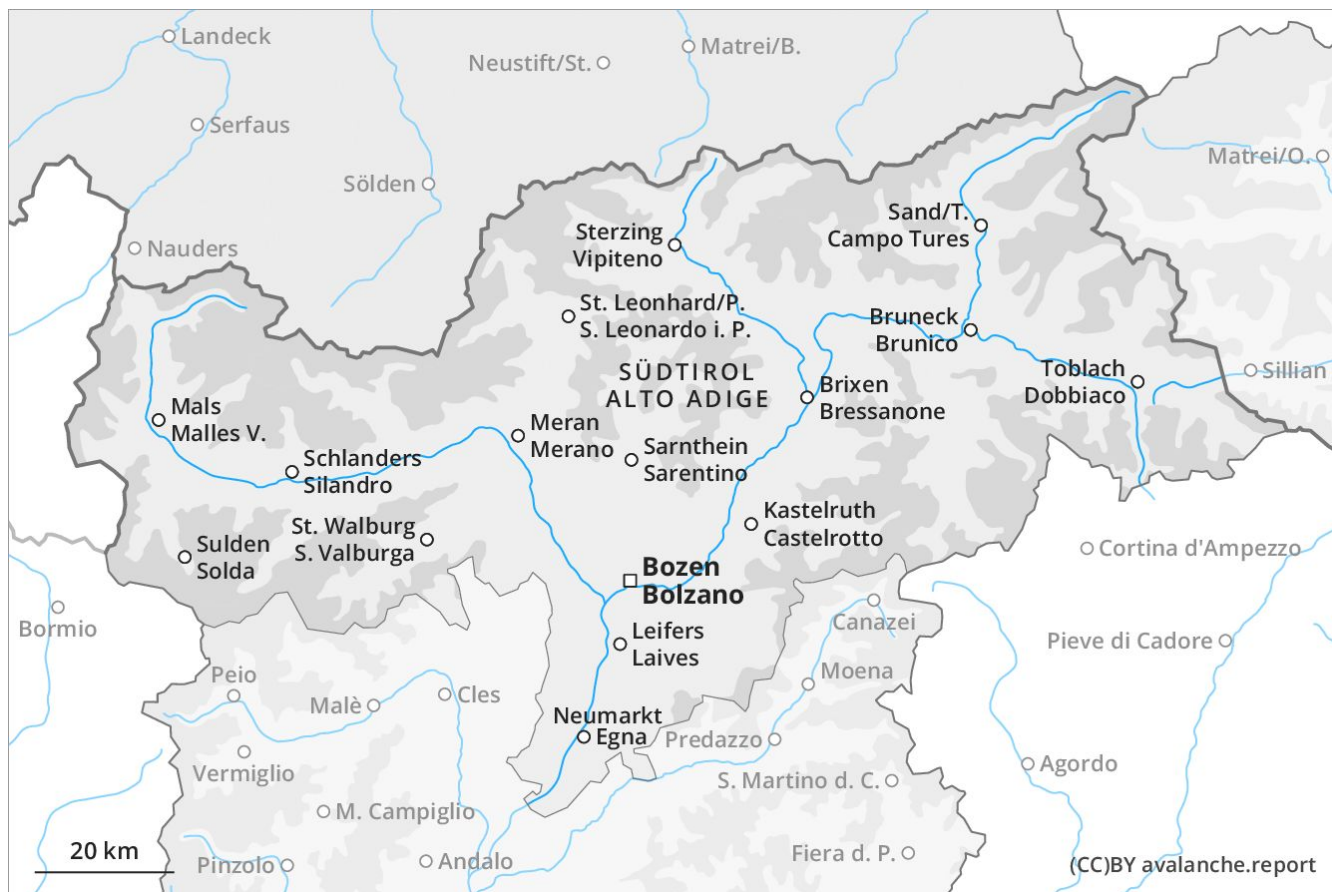 Landeck
Neustift/St.
Matrei/B.
Serfaus
Matrei/O.
Sölden
Sand/T.
Campo Tures
Sterzing
Vipiteno
Nauders
St. Leonhard/P.
S. Leonardo i. P.
Bruneck
Brunico
SÜDTIROL
ALTO ADIGE
Toblach
Dobbiaco
Sillian
Brixen
Bressanone
Mals
Malles V.
Meran
Merano
Sarnthein
Sarentino
Schlanders
Silandro
Kastelruth
Castelrotto
St. Walburg
S. Valburga
Sulden
Solda
Cortina d'Ampezzo
Bozen
Bolzano
Bormio
Canazei
Leifers
Laives
Pieve di Cadore
Peio
Moena
Malè
Cles
Neumarkt
Egna
Predazzo
Vermiglio
Agordo
S. Martino d. C.
M. Campiglio
20 km
Pinzolo
Andalo
Fiera d. P.
(CC)BY avalanche.report